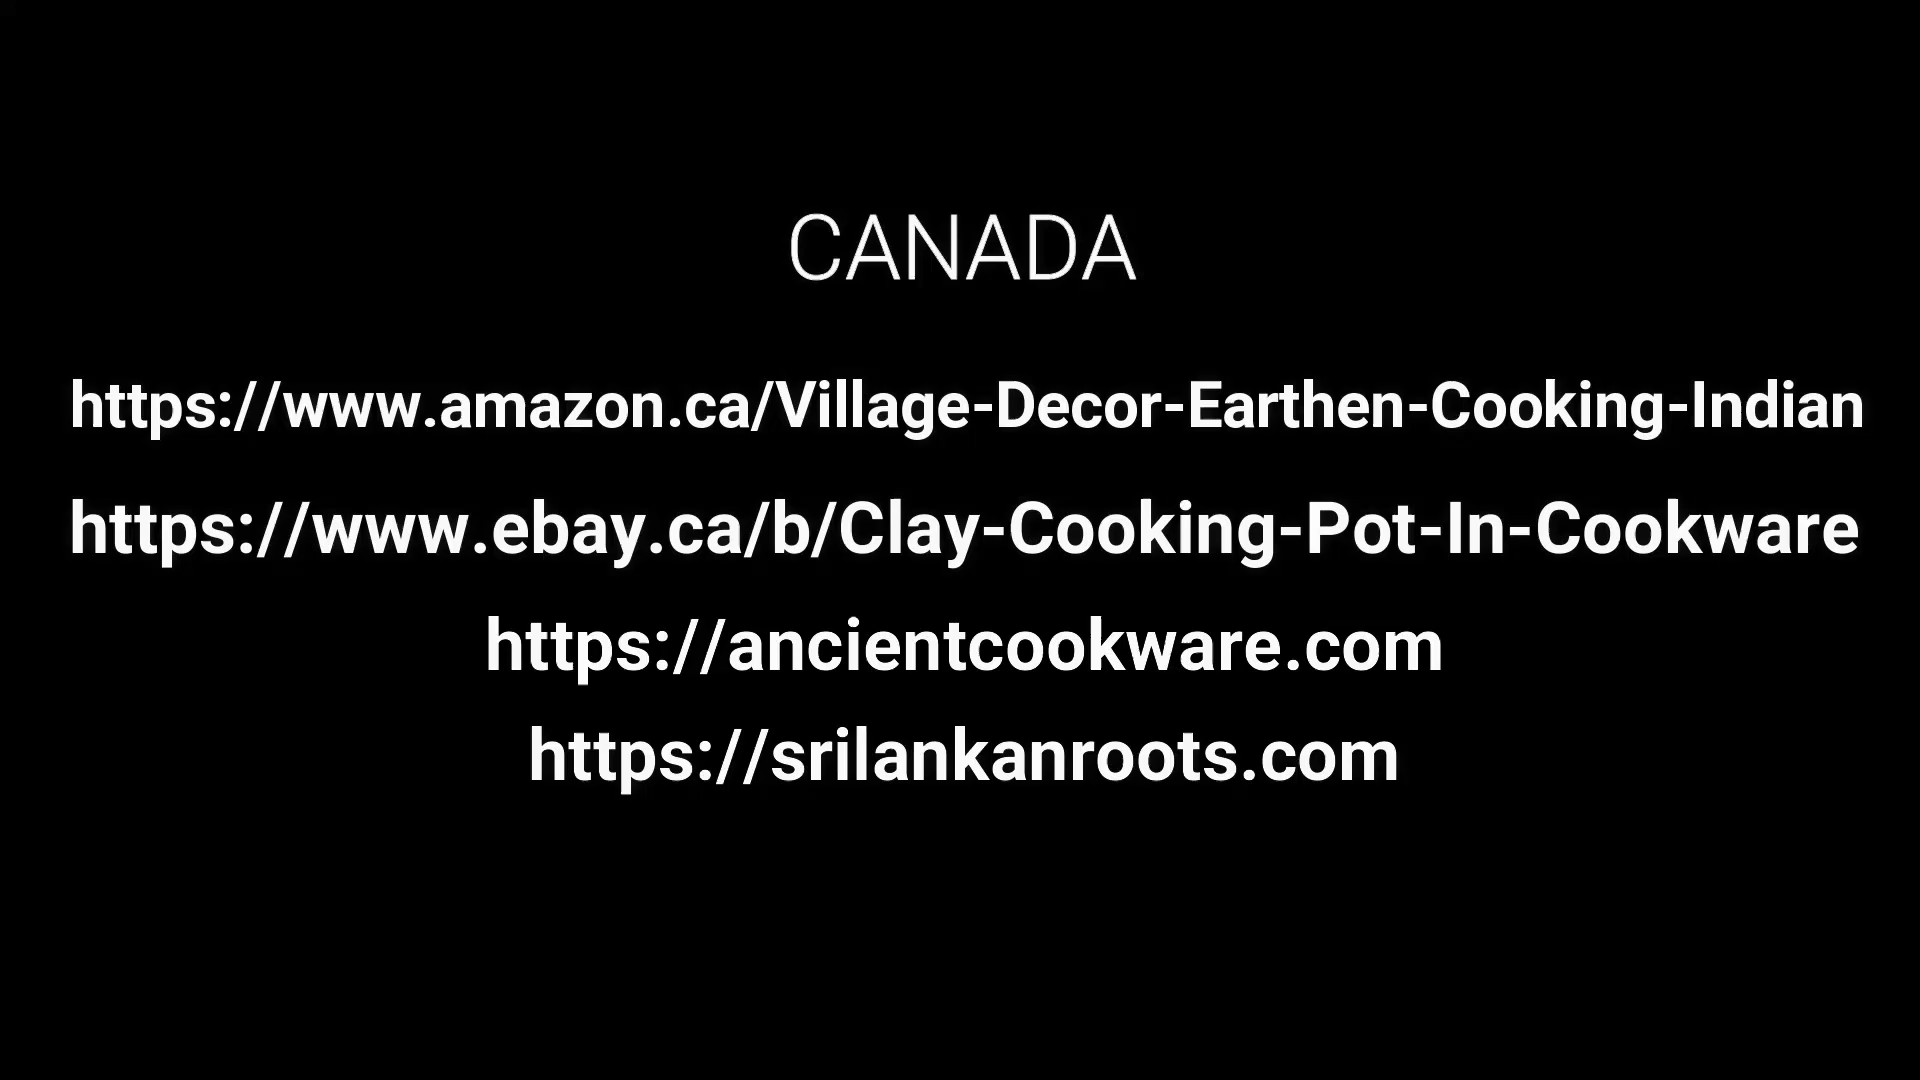 CANADA
https://www.amazon.ca/Village-Decor-Earthen-Cooking-Indian
https://www.ebay.ca/b/Clay-Cooking-Pot-In-Cookware
https://ancientcookware.com
https://srilankanroots.com